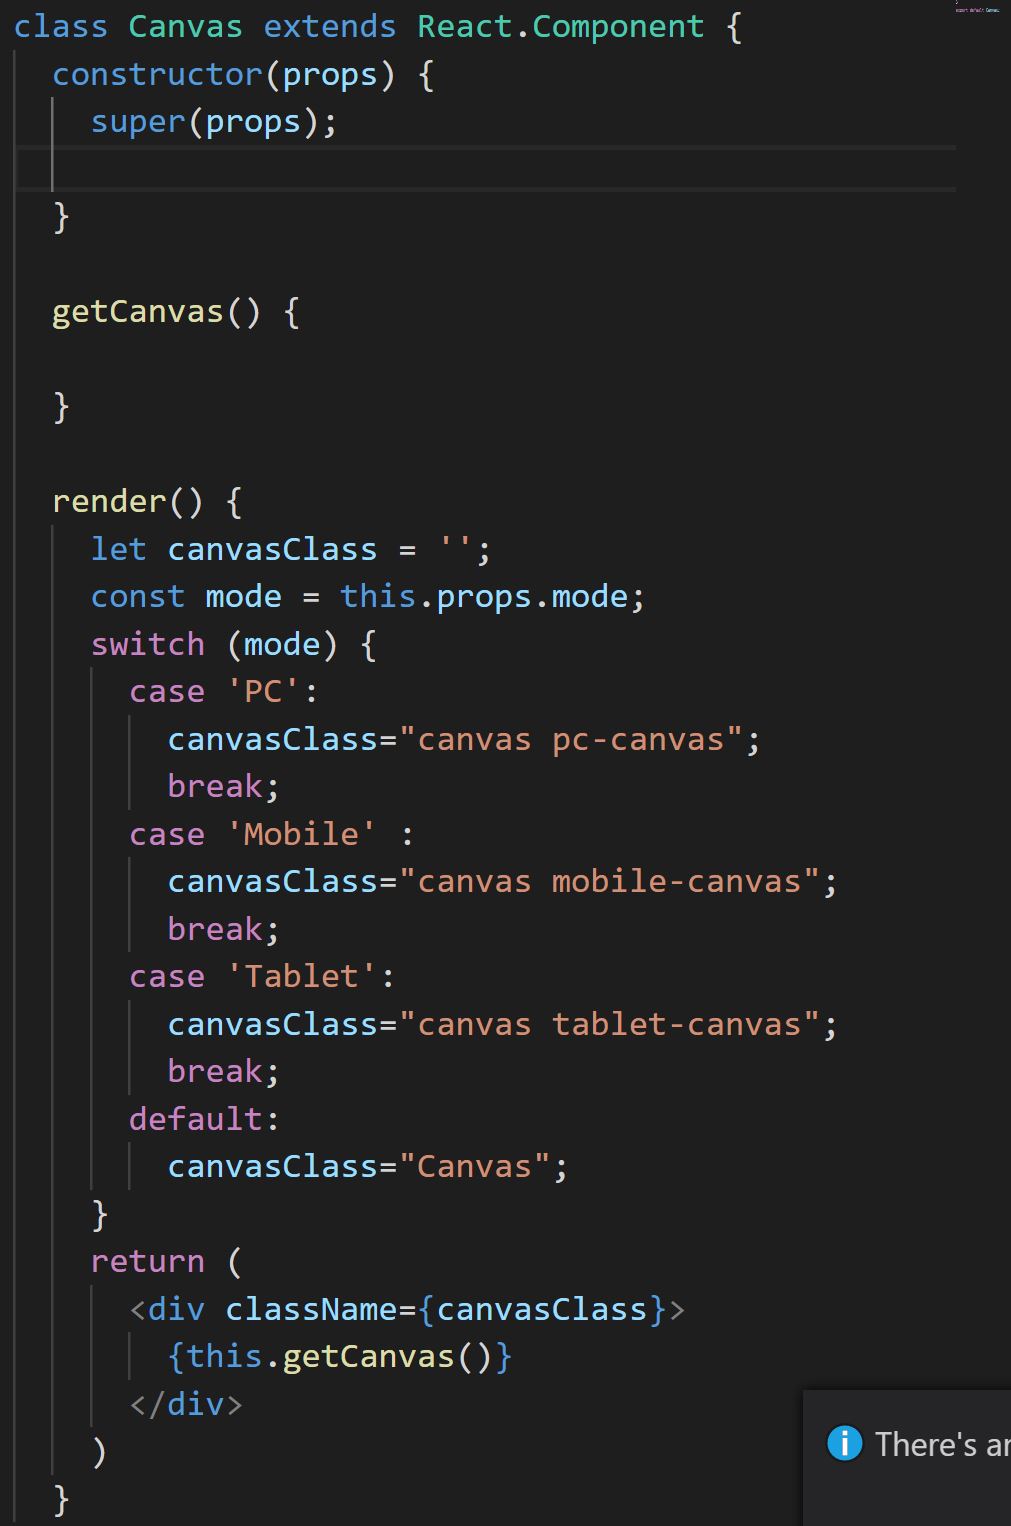 class Canvas extends React.Component {
  constructor(props) {
    super(props);

  }

  getCanvas() {

  }

  render() {
    let canvasClass = '';
    const mode = this.props.mode;
    switch (mode) {
      case 'PC':
        canvasClass="canvas pc-canvas";
        break;
      case 'Mobile' :
        canvasClass="canvas mobile-canvas";
        break;
      case 'Tablet':
        canvasClass="canvas tablet-canvas";
        break;
      default:
        canvasClass="Canvas";
    }
    return (
      <div className={canvasClass}>
        {this.getCanvas()}
      </div>
    )
  }
There's